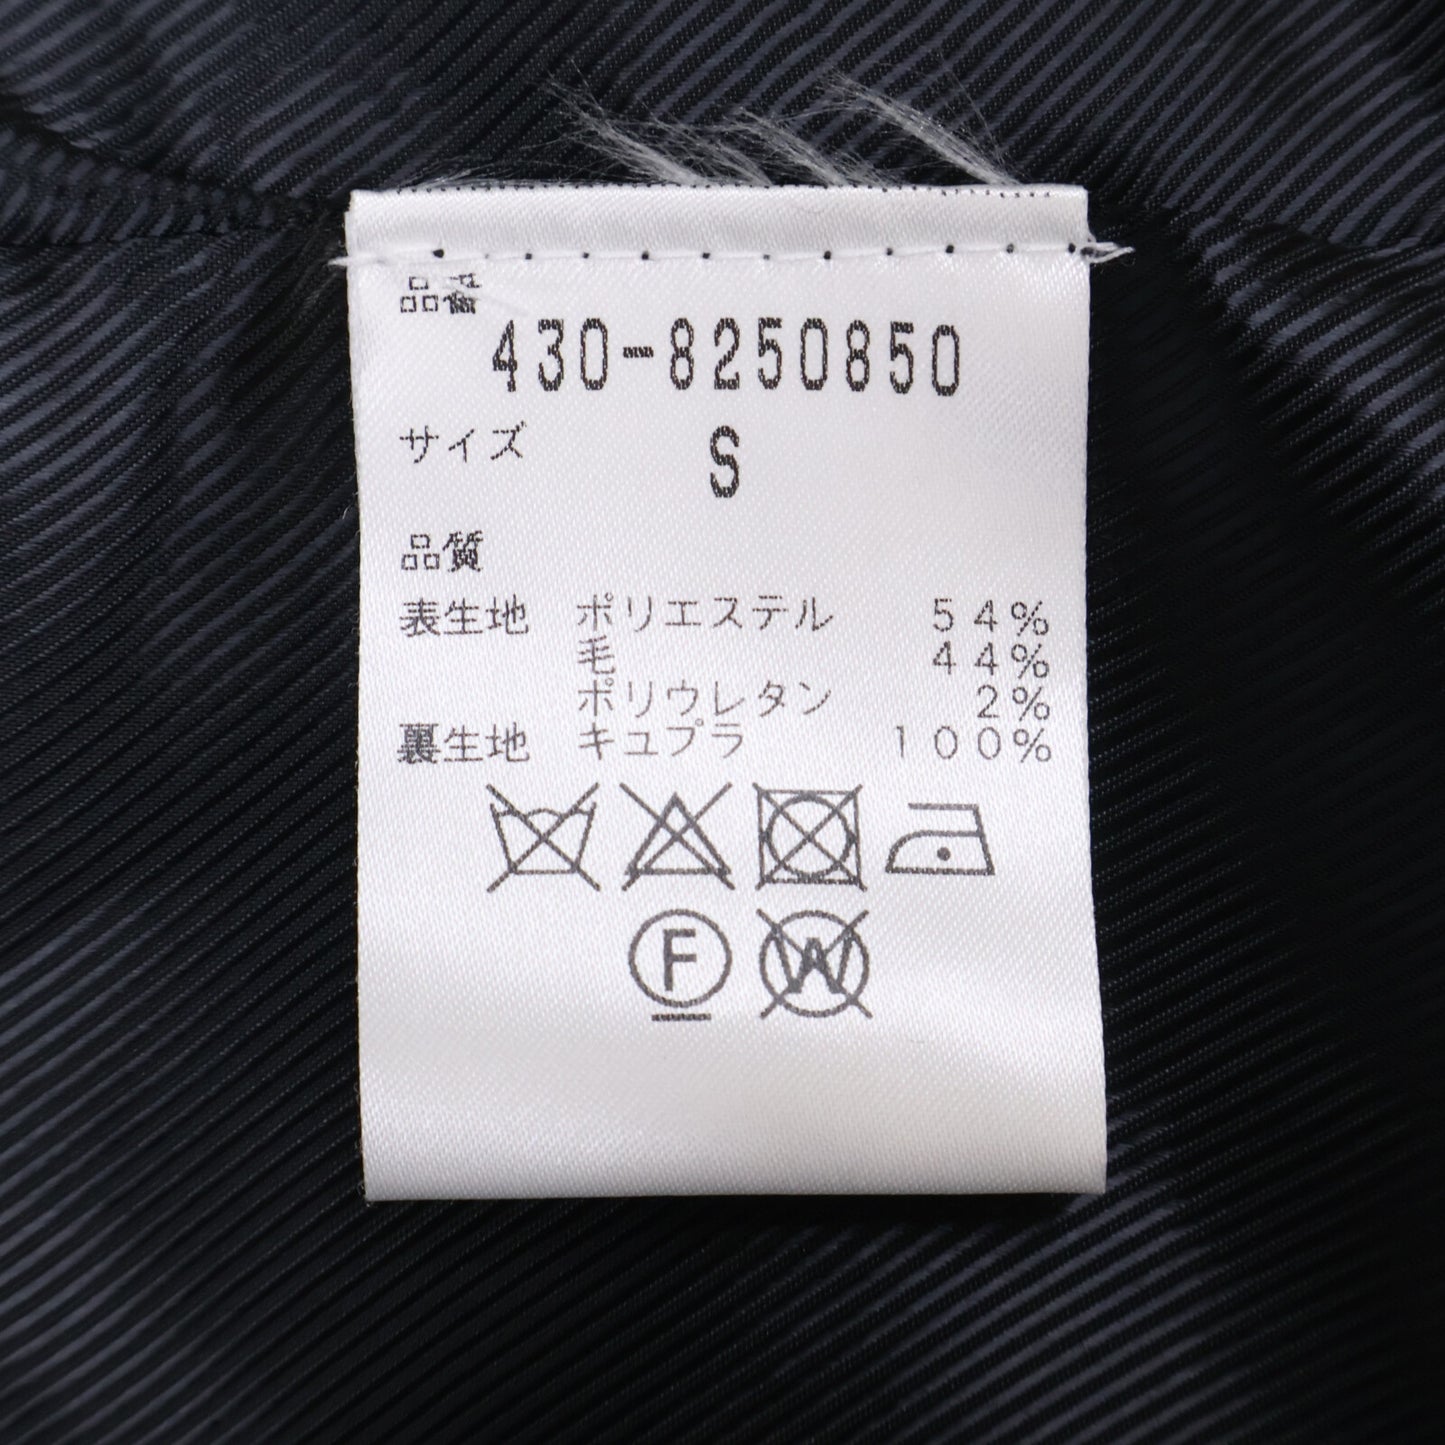 品番
430-8250850
サイズ S
品質
表生地 ポリエステル 54%
毛 44%
ポリウレタン 2%
裏生地 キュプラ 100%
F W